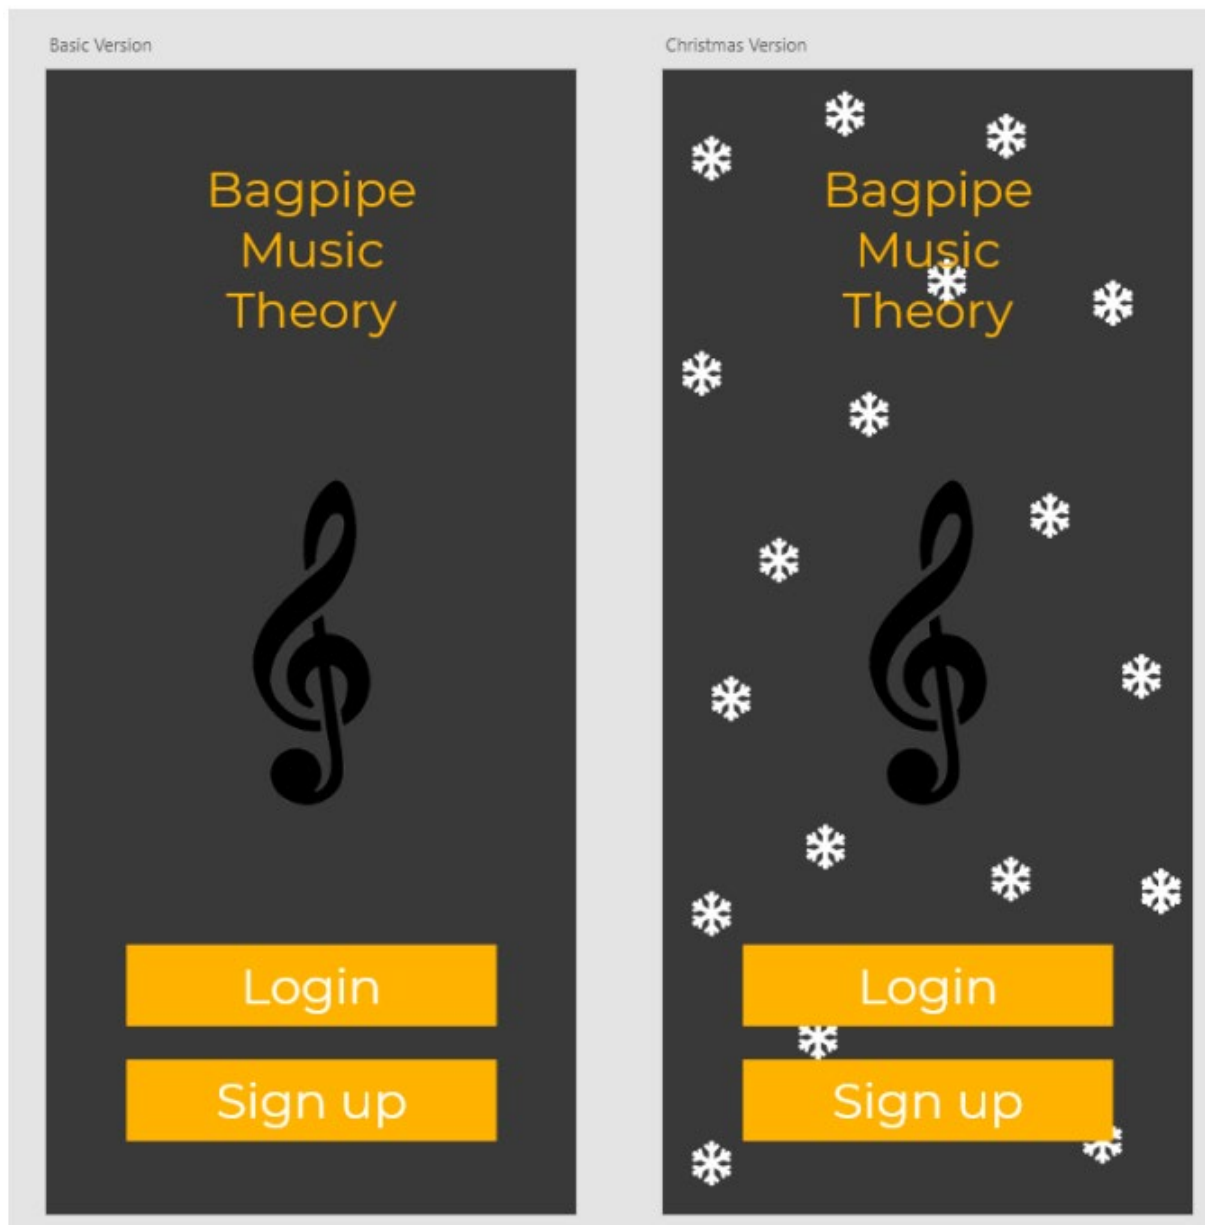 Basic Version
Bagpipe
Music
Theory
Login
Sign up
Christmas Version
Bagpipe
Music
Theory
Login
Sign up